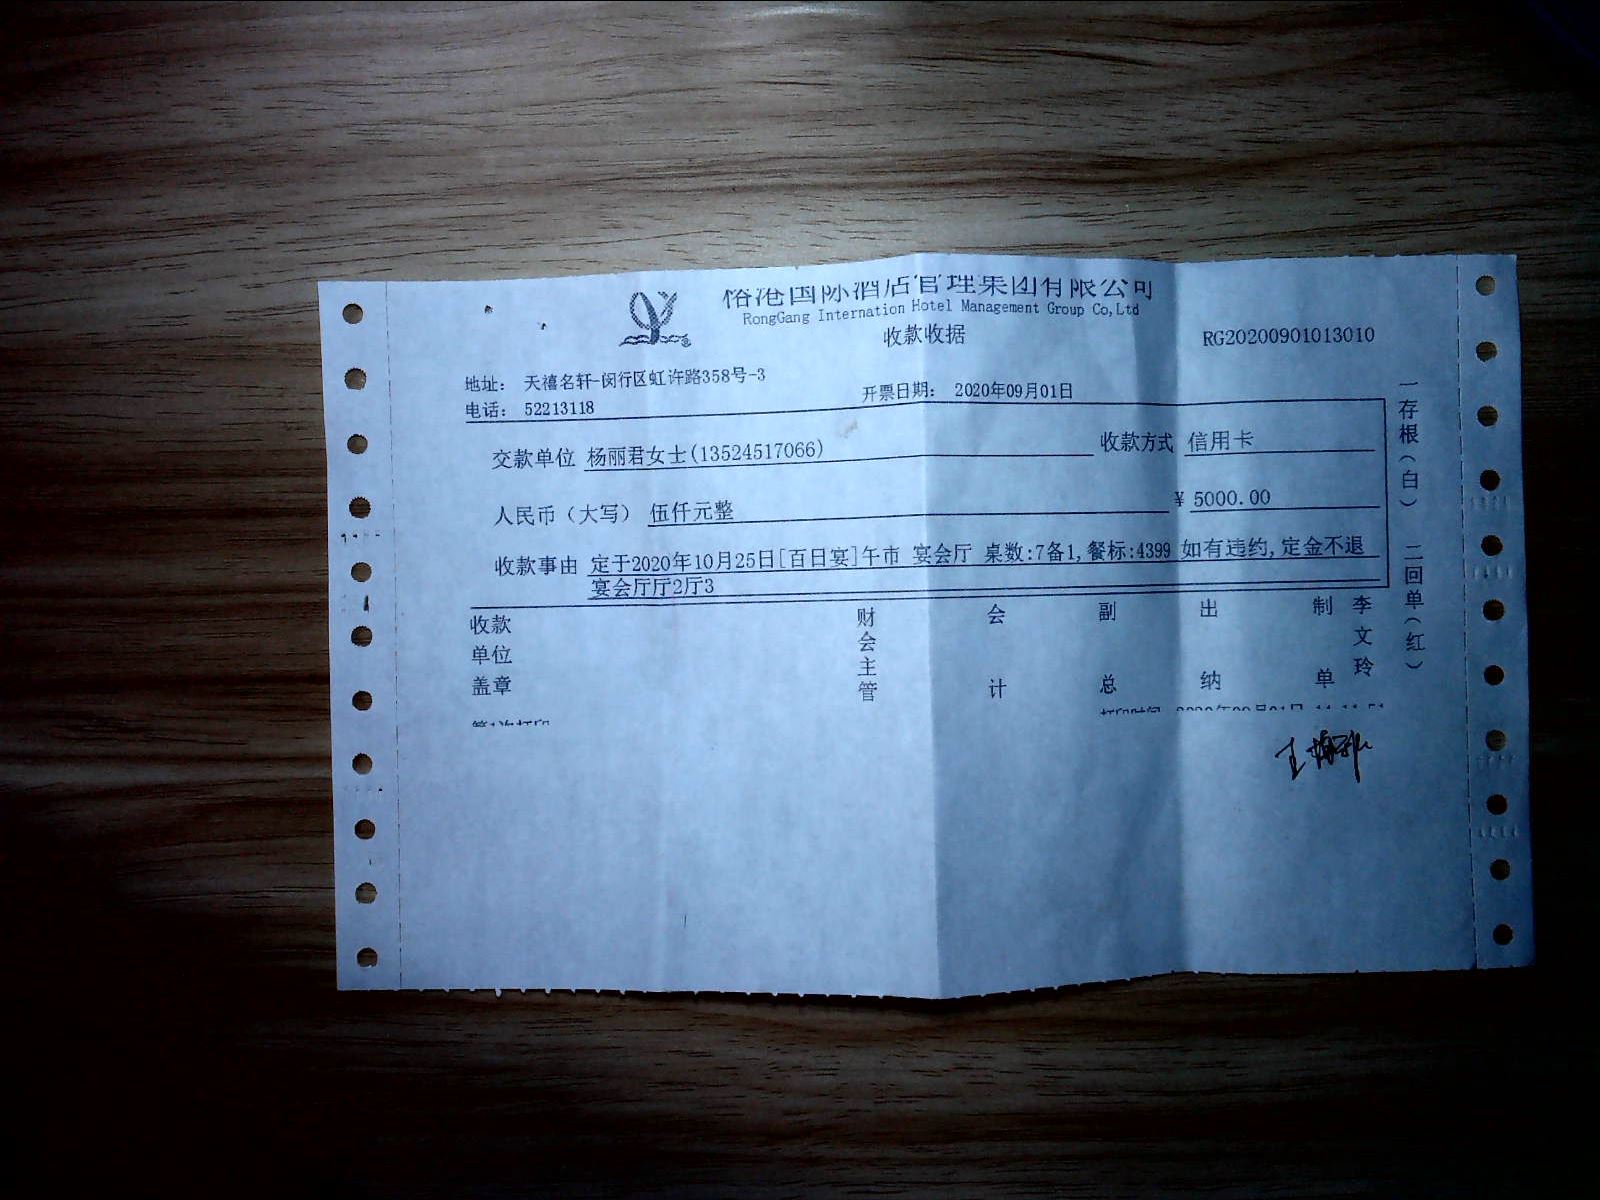 国际酒店管理集团有限公司
RongGang Internation Hotel Management Group Co,Ltd
收款收据
RG20200901013010
地址： 天禧名轩-闵行区虹许路358号-3
电话： 52213118
开票日期： 2020年09月01日
交款单位 杨丽君女士(13524517066) 收款方式 信用卡
人民币（大写） 伍仟元整 ¥ 5000.00
收款事由 定于2020年10月25日[百日宴]午市 宴会厅 桌数:7备1,餐标:4399 如有违约,定金不退
宴会厅厅2厅3
收款单位盖章
财会主管
会计
副总
出纳
制单
李文玲
一存根（白） 二回单（红）